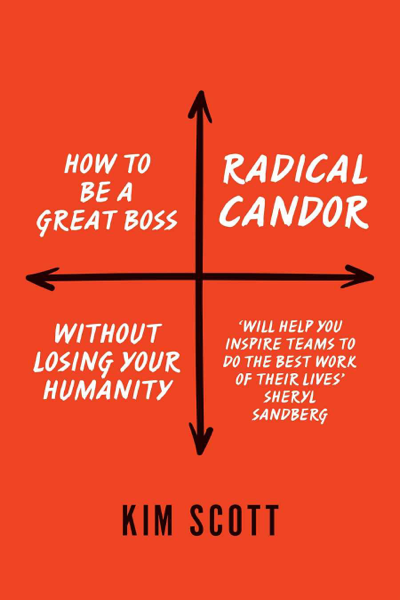 HOW TO
BE A
GREAT BOSS
RADICAL
CANDOR
WITHOUT
LOSING YOUR
HUMANITY
‘WILL HELP YOU
INSPIRE TEAMS TO
DO THE BEST WORK
OF THEIR LIVES’
SHERYL
SANDBERG
KIM SCOTT